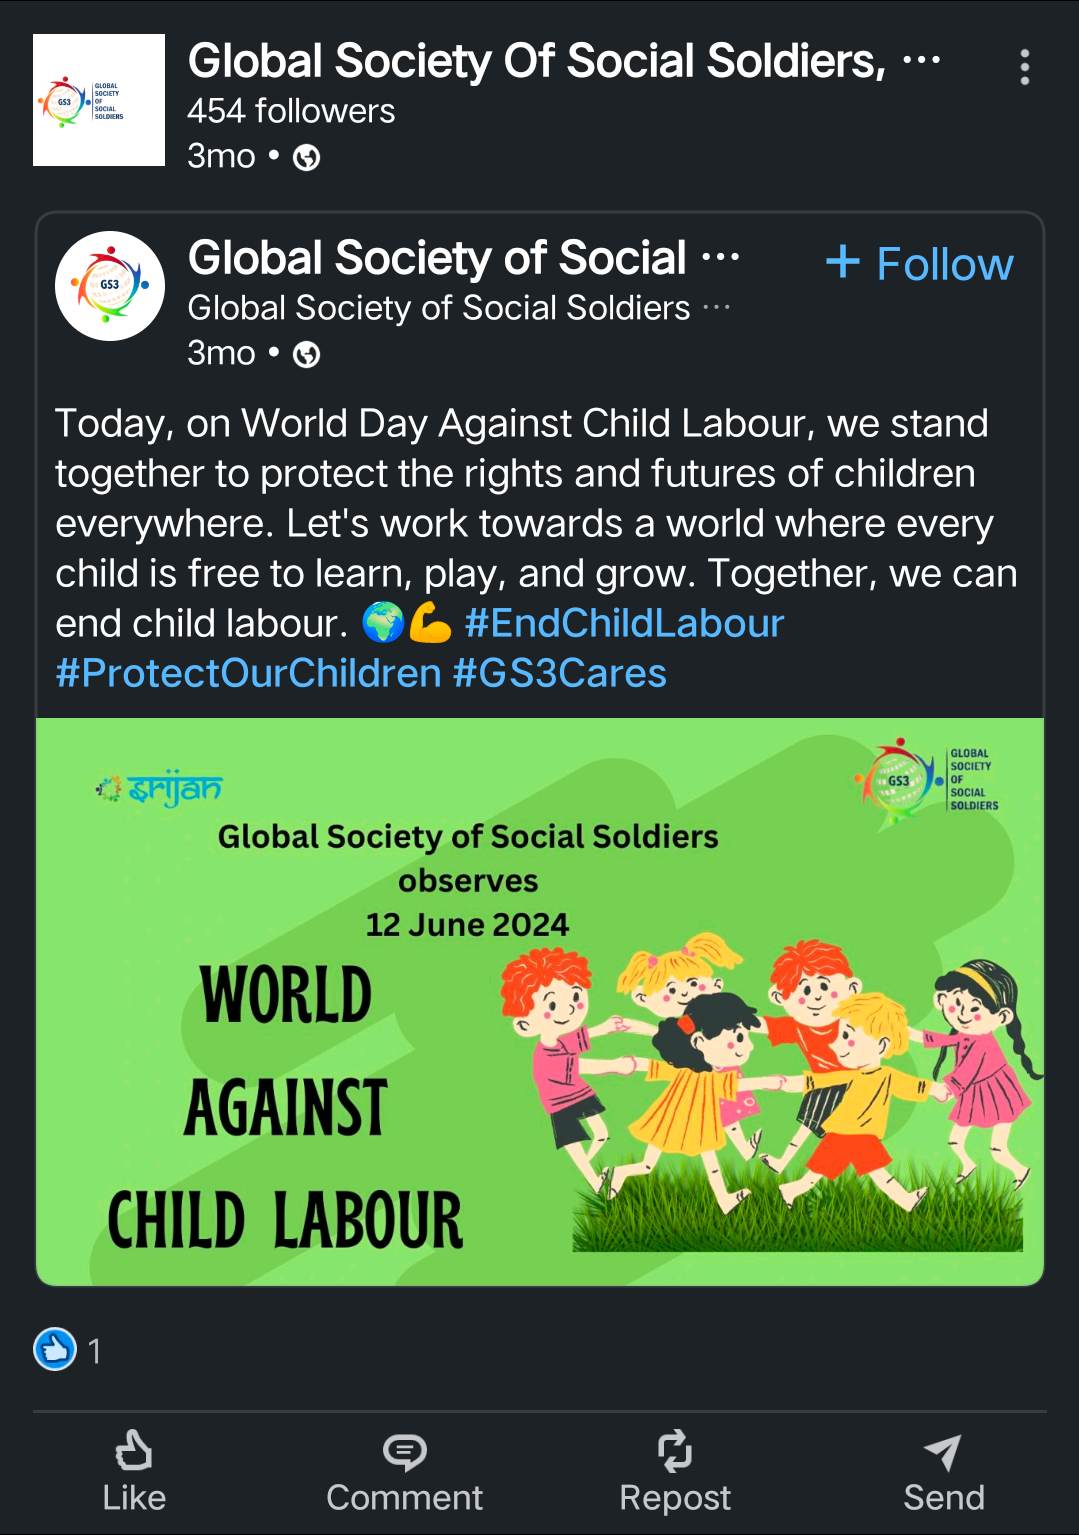 GS3
GLOBAL
SOCIETY
OF
SOCIAL
SOLDIERS
Global Society Of Social Soldiers, ...
454 followers
3mo •
GS3
Global Society of Social ...
+ Follow
Global Society of Social Soldiers ...
3mo •
Today, on World Day Against Child Labour, we stand
together to protect the rights and futures of children
everywhere. Let's work towards a world where every
child is free to learn, play, and grow. Together, we can
end child labour. 🌍💪 #EndChildLabour
#ProtectOurChildren #GS3Cares
srijan
GS3
GLOBAL
SOCIETY
OF
SOCIAL
SOLDIERS
Global Society of Social Soldiers
observes
12 June 2024
WORLD
AGAINST
CHILD LABOUR
1
Like
Comment
Repost
Send